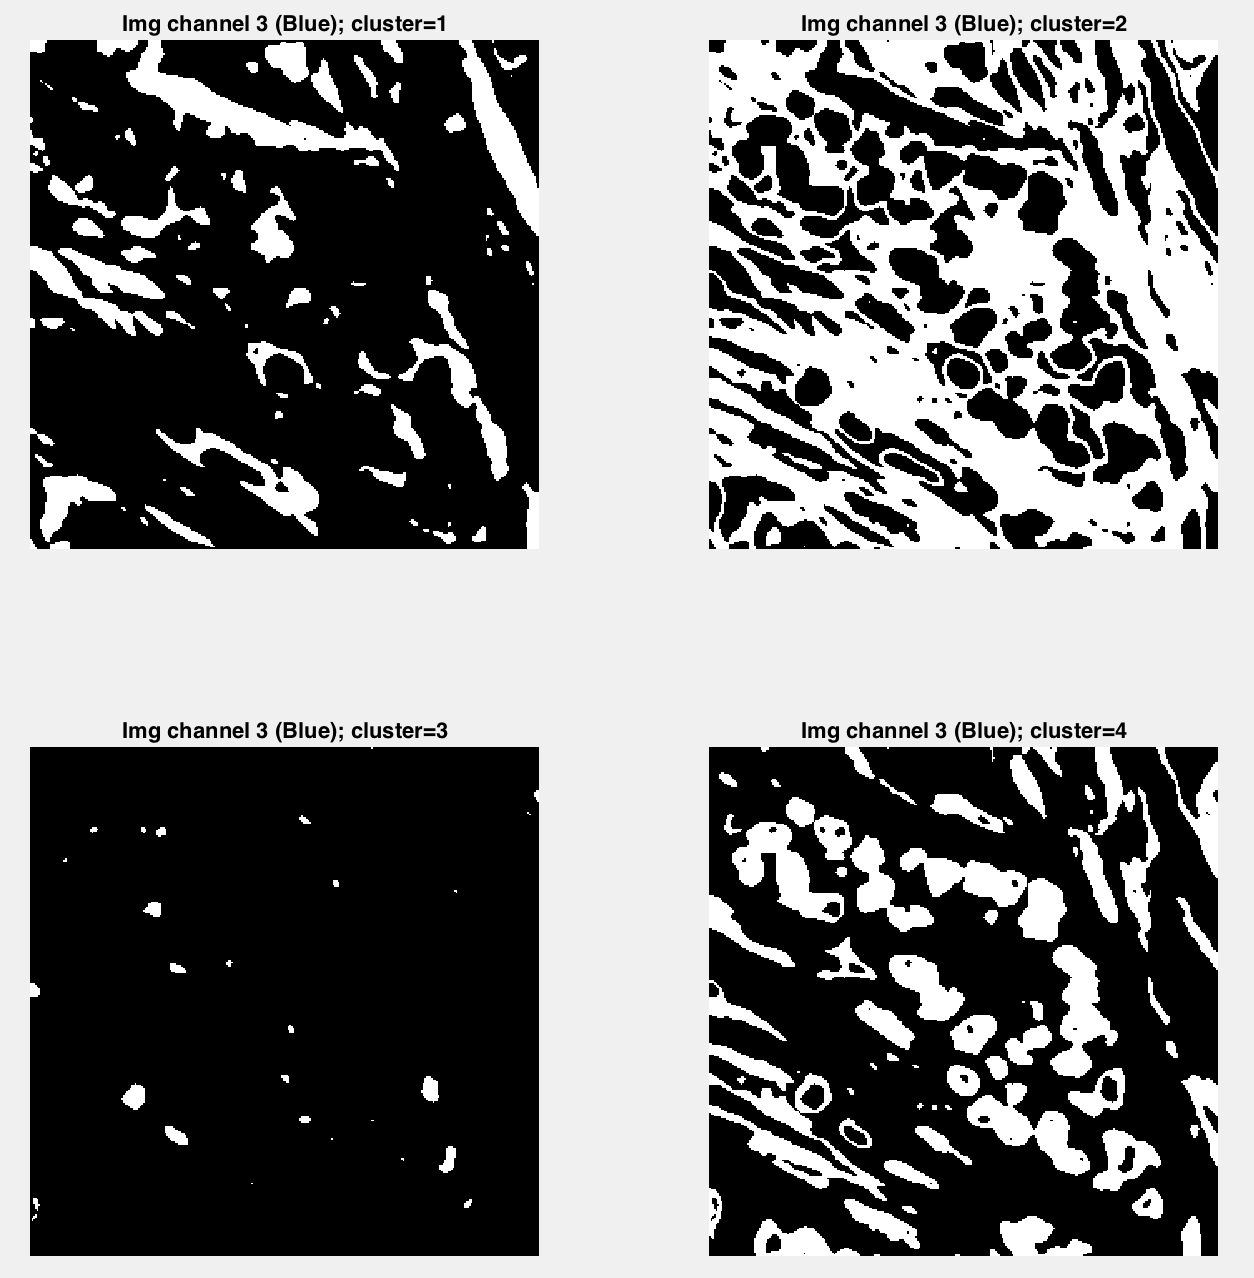 Img channel 3 (Blue); cluster=1
Img channel 3 (Blue); cluster=2
Img channel 3 (Blue); cluster=3
Img channel 3 (Blue); cluster=4